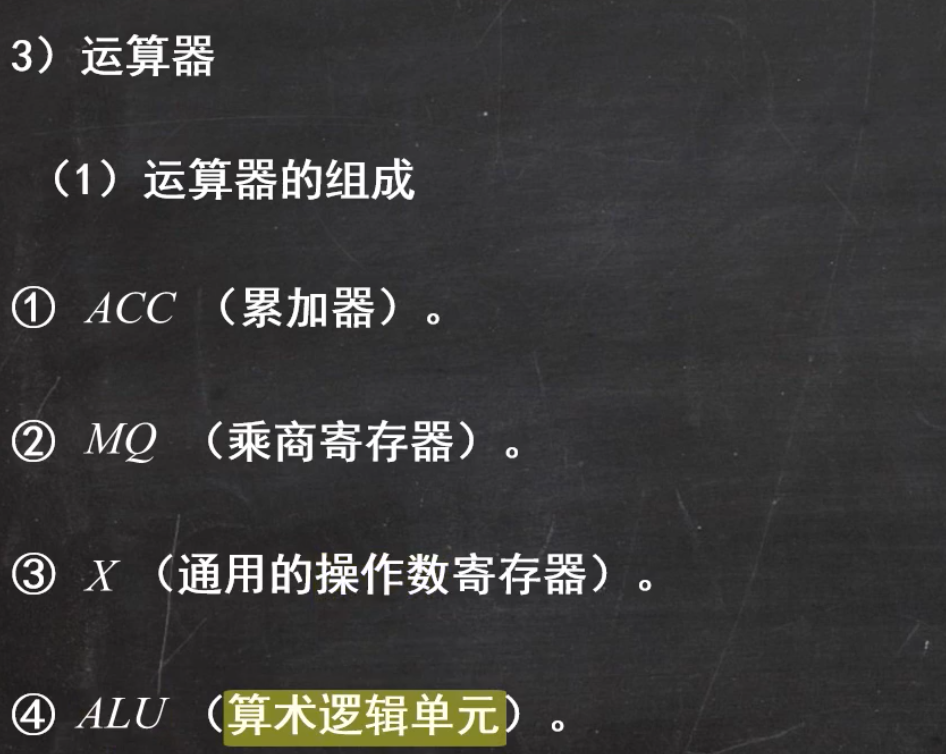 3）运算器
（1）运算器的组成
① ACC （累加器）。
② MQ （乘商寄存器）。
③ X （通用的操作数寄存器）。
④ ALU （算术逻辑单元）。